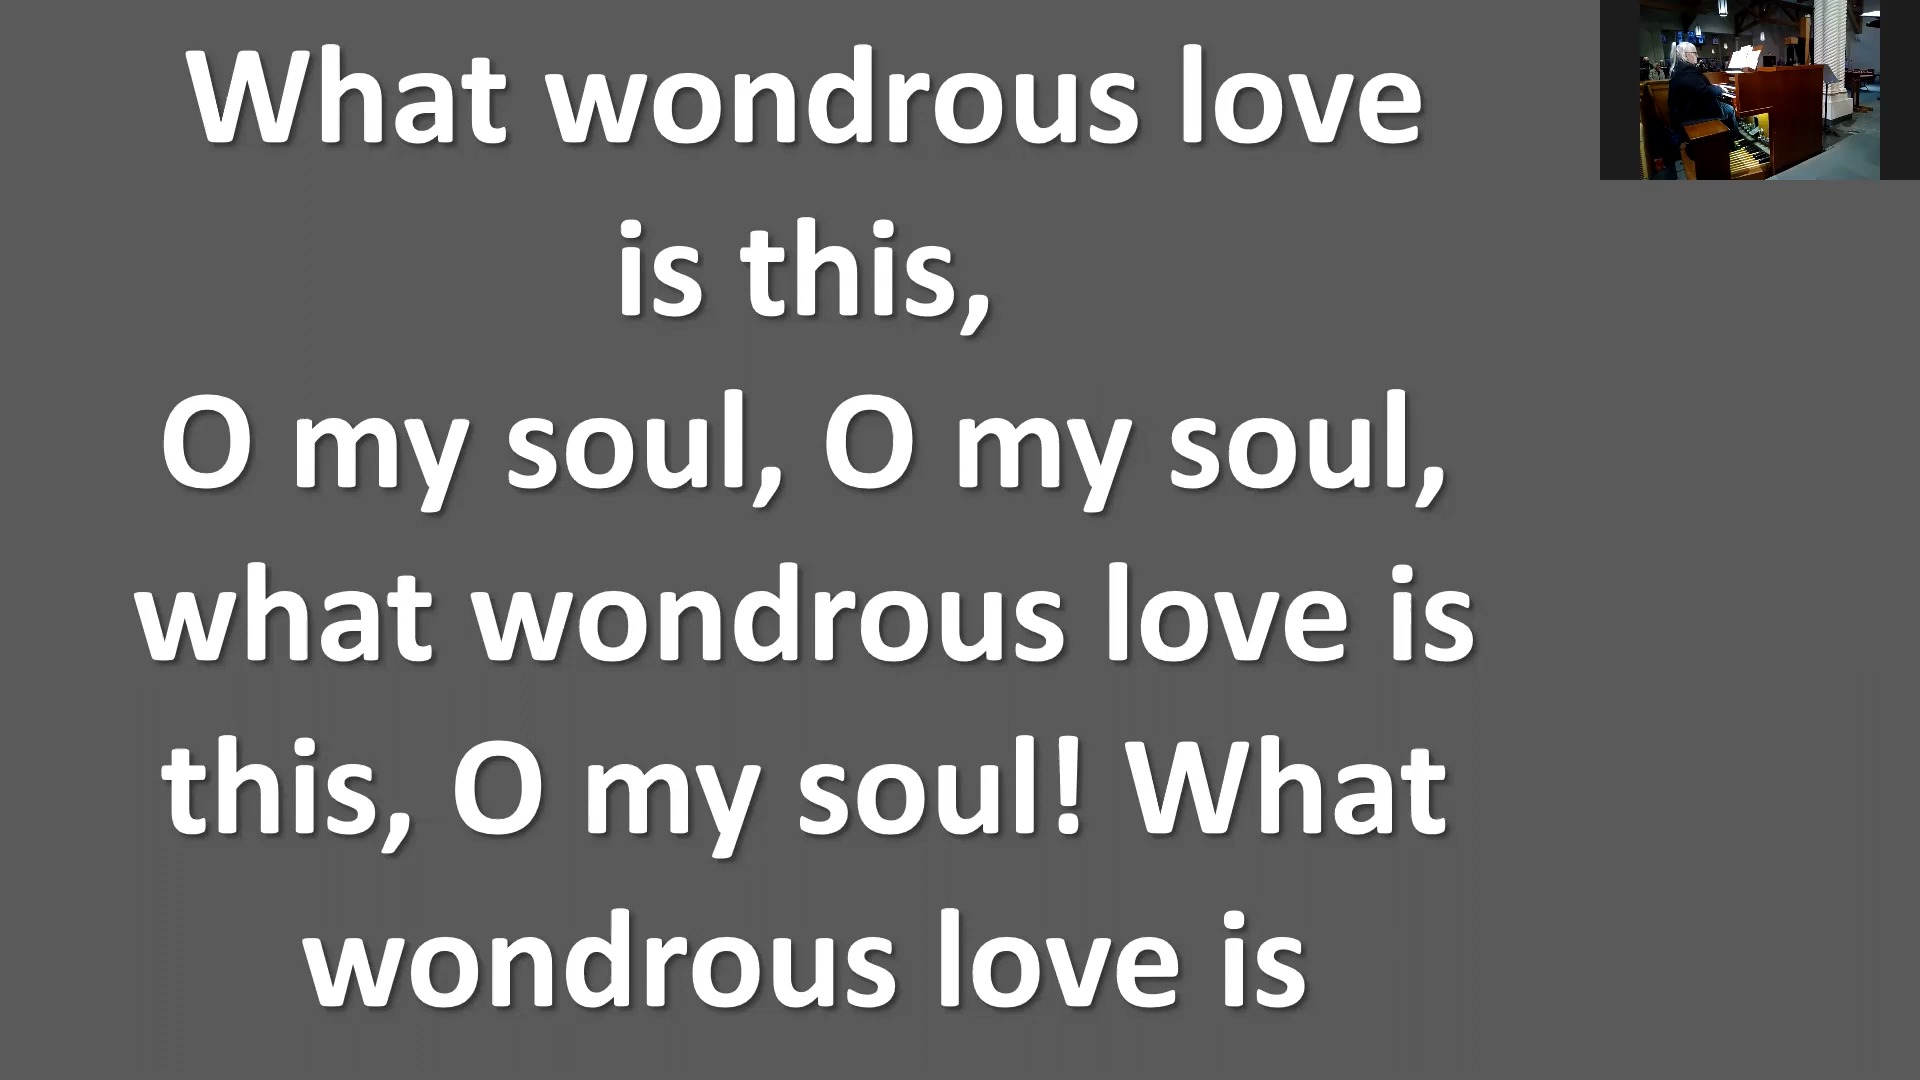 What wondrous love
is this,
O my soul, O my soul,
what wondrous love is
this, O my soul! What
wondrous love is